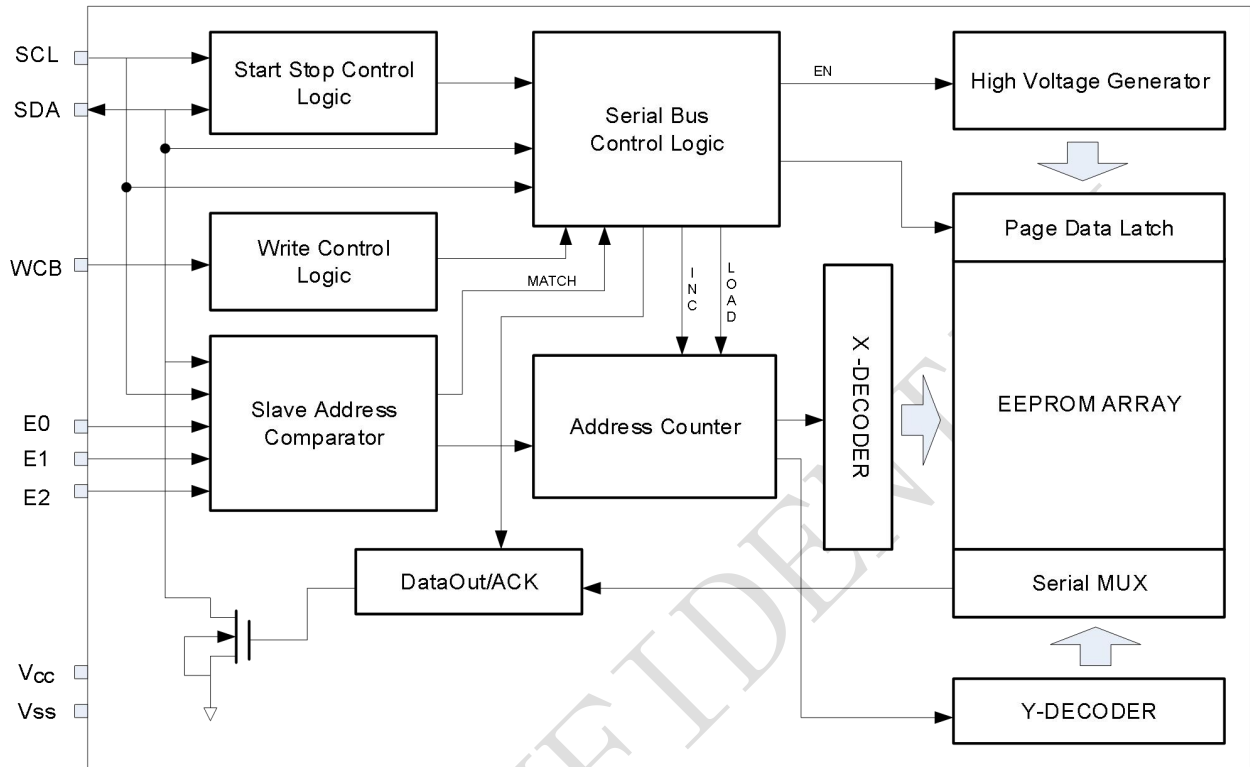 SCL
SDA
WCB
E0
E1
E2
Vcc
Vss
Start Stop Control
Logic
Write Control
Logic
Slave Address
Comparator
Serial Bus
Control Logic
EN
MATCH
INC
LOAD
High Voltage Generator
Page Data Latch
EEPROM ARRAY
Serial MUX
X-DECODER
Address Counter
DataOut/ACK
Y-DECODER